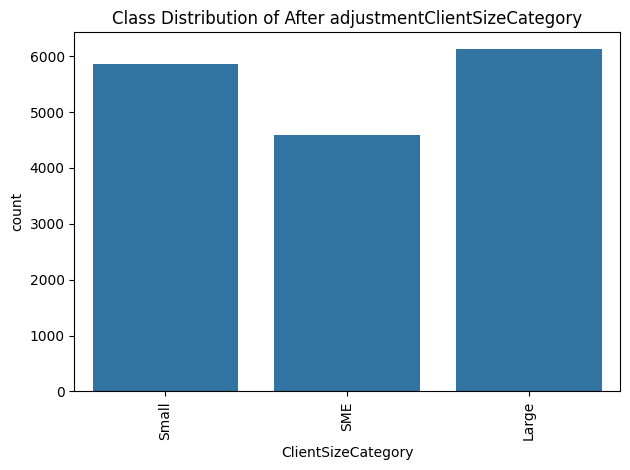 Class Distribution of After adjustmentClientSizeCategory
6000
5000
4000
3000
2000
1000
0
count
Small
SME
Large
ClientSizeCategory